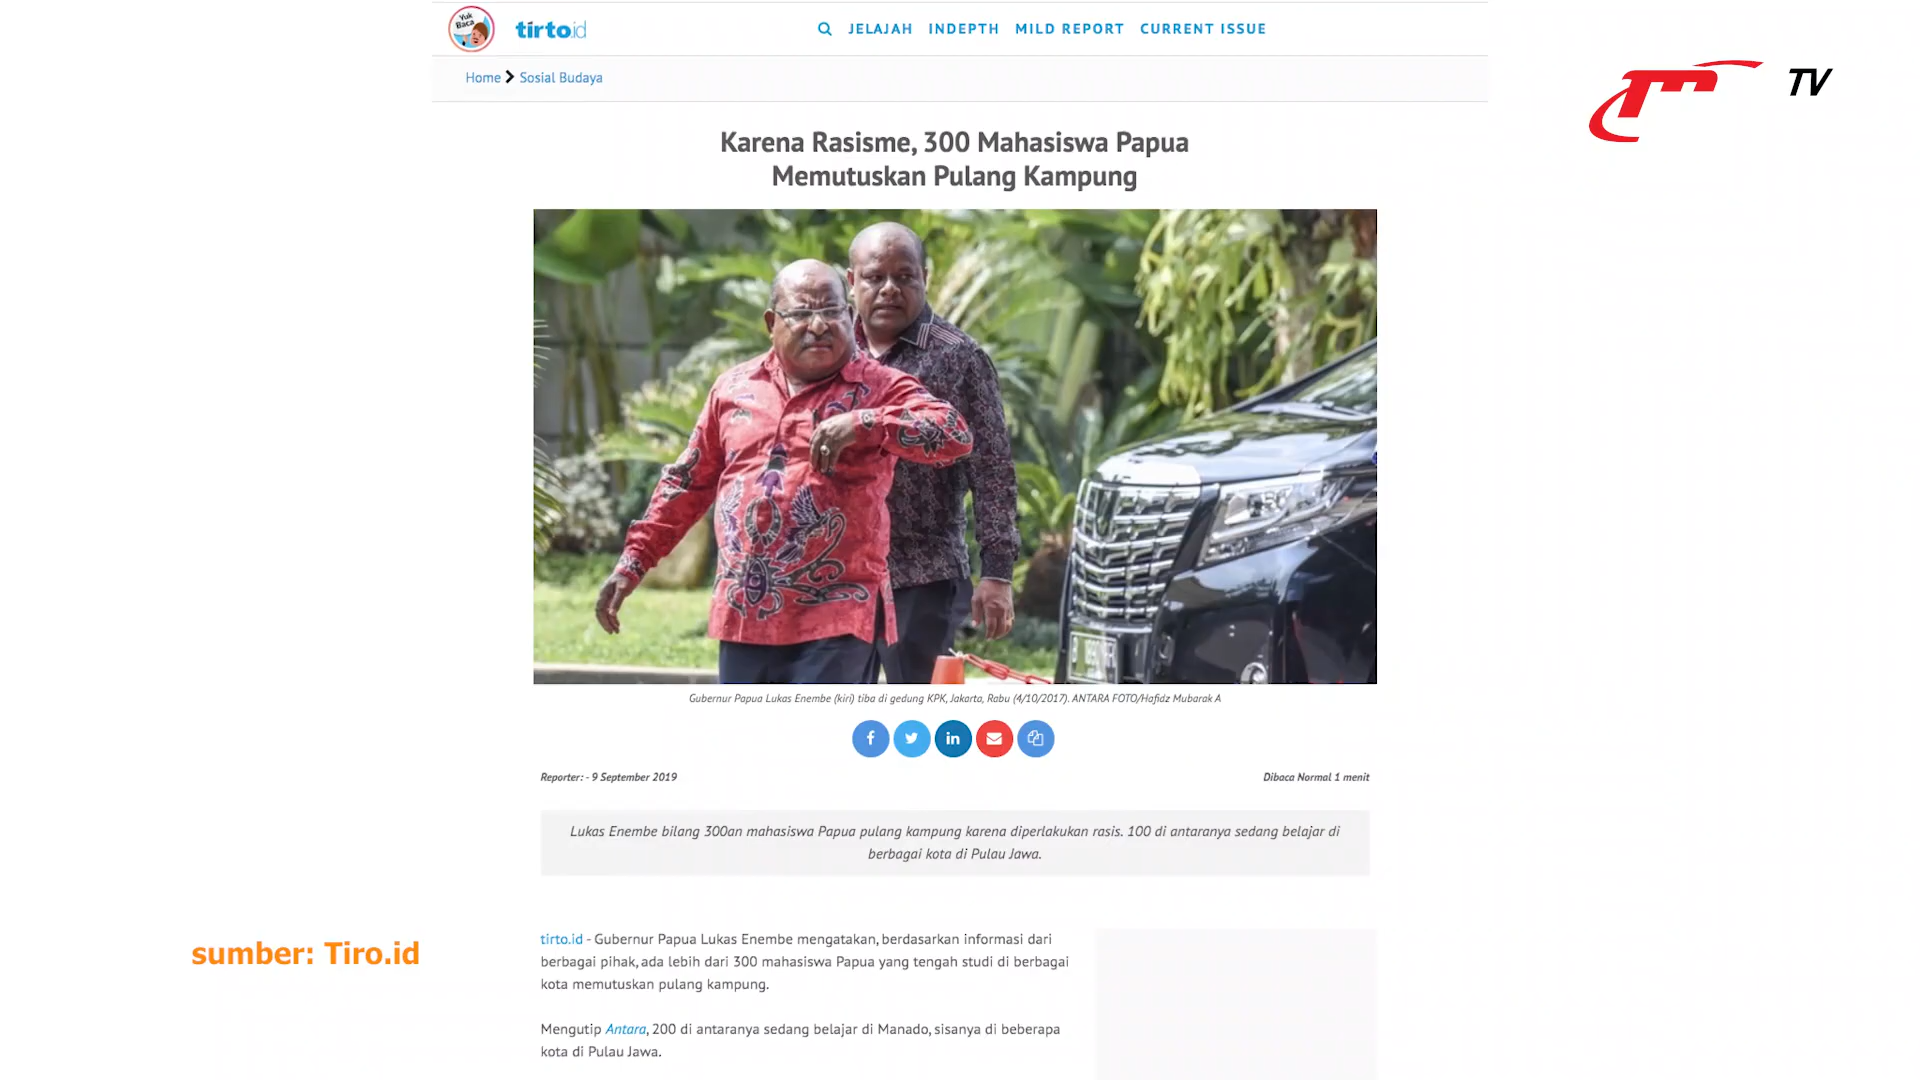 Yuk
Baca
tirto.id
JELAJAH INDEPTH MILD REPORT CURRENT ISSUE
TV
Home Sosial Budaya
Karena Rasisme, 300 Mahasiswa Papua
Memutuskan Pulang Kampung
Gubernur Papua Lukas Enembe (kiri) tiba di gedung KPK, Jakarta, Rabu (4/10/2017). ANTARA FOTO/Hafidz Mubarak A
Reporter: - 9 September 2019
Dibaca Normal 1 menit
Lukas Enembe bilang 300an mahasiswa Papua pulang kampung karena diperlakukan rasis. 100 di antaranya sedang belajar di
berbagai kota di Pulau Jawa.
sumber: Tiro.id
tirto.id - Gubernur Papua Lukas Enembe mengatakan, berdasarkan informasi dari
berbagai pihak, ada lebih dari 300 mahasiswa Papua yang tengah studi di berbagai
kota memutuskan pulang kampung.
Mengutip Antara, 200 di antaranya sedang belajar di Manado, sisanya di beberapa
kota di Pulau Jawa.